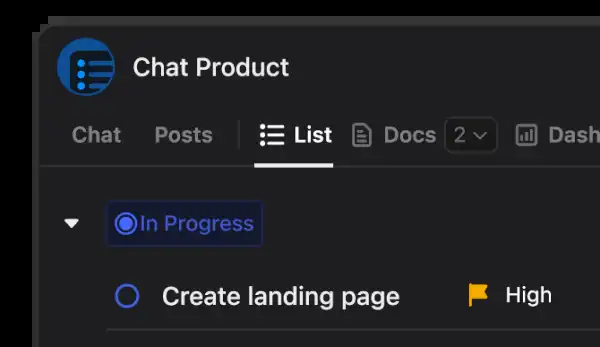 Chat Product
Chat Posts List Docs 2 Dash
In Progress
Create landing page High